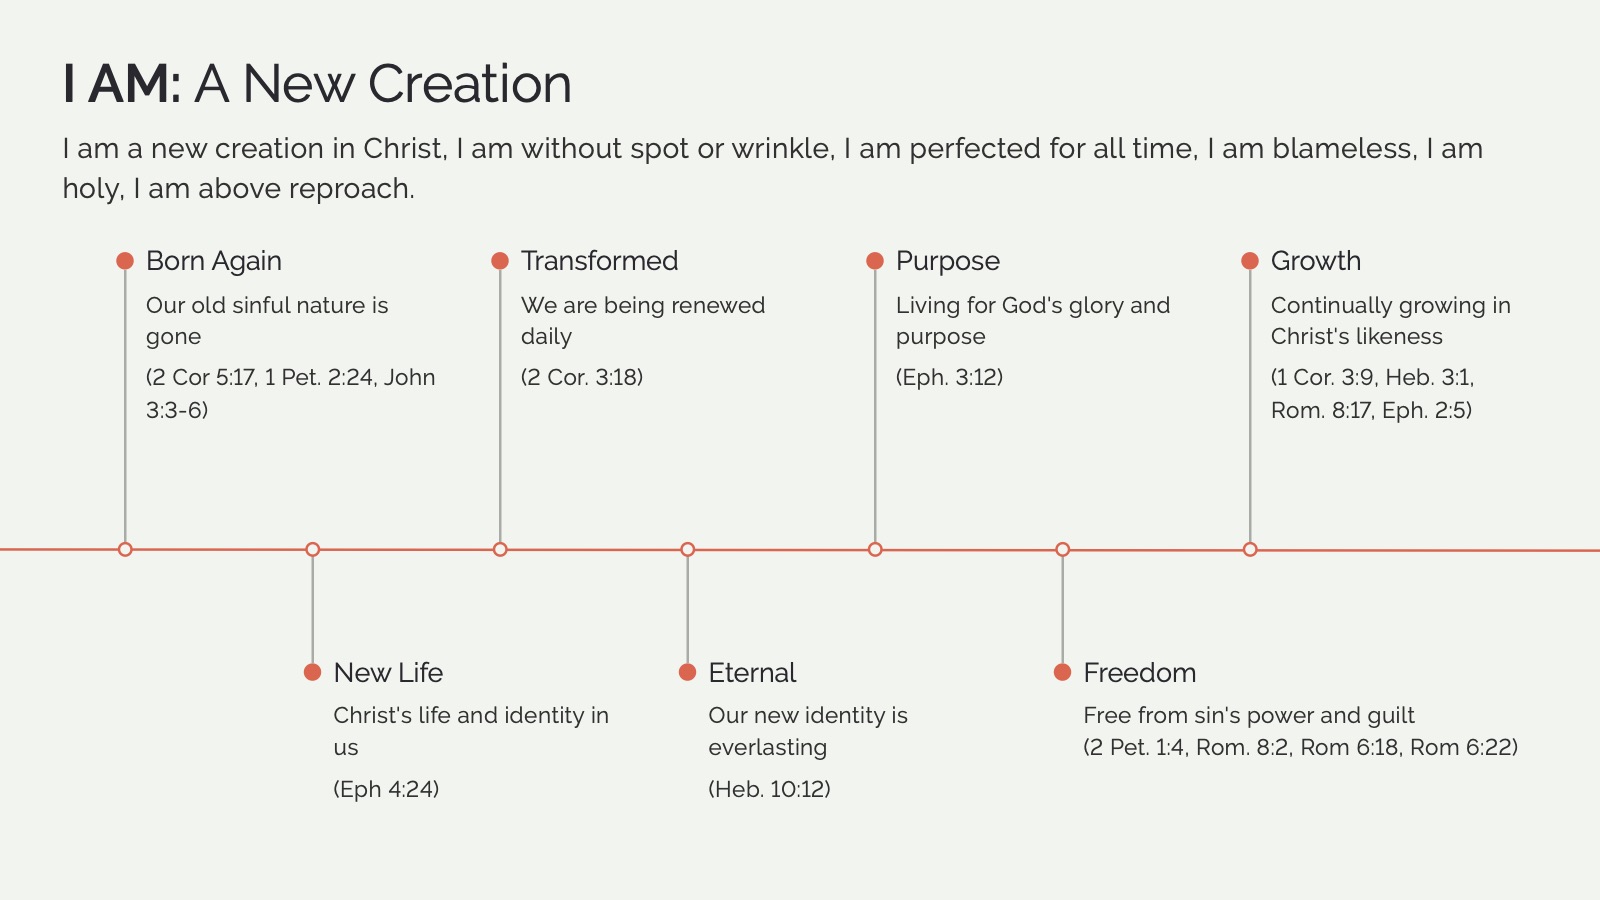 I AM: A New Creation
I am a new creation in Christ, I am without spot or wrinkle, I am perfected for all time, I am blameless, I am
holy, I am above reproach.
Born Again
Our old sinful nature is
gone
(2 Cor 5:17, 1 Pet. 2:24, John
3:3-6)
Transformed
We are being renewed
daily
(2 Cor. 3:18)
Purpose
Living for God's glory and
purpose
(Eph. 3:12)
Growth
Continually growing in
Christ's likeness
(1 Cor. 3:9, Heb. 3:1,
Rom. 8:17, Eph. 2:5)
New Life
Christ's life and identity in
us
(Eph 4:24)
Eternal
Our new identity is
everlasting
(Heb. 10:12)
Freedom
Free from sin's power and guilt
(2 Pet. 1:4, Rom. 8:2, Rom 6:18, Rom 6:22)